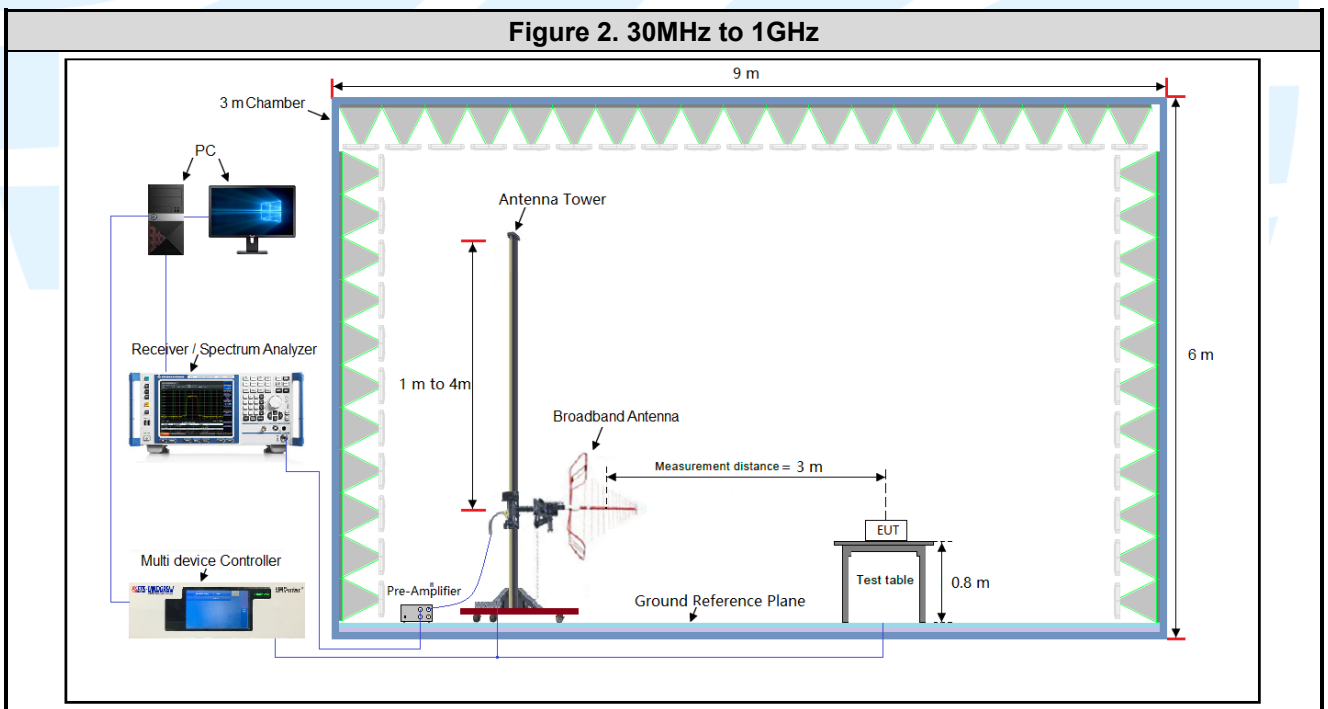 Figure 2. 30MHz to 1GHz
9 m
3 m Chamber
PC
Antenna Tower
6 m
Receiver / Spectrum Analyzer
1 m to 4m
Broadband Antenna
Measurement distance = 3 m
EUT
Multi device Controller
Test table
0.8 m
Pre-Amplifier
Ground Reference Plane